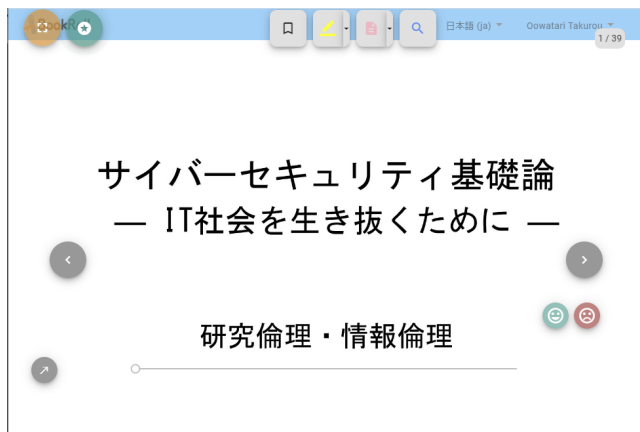 日本語 (ja)
Oowatari Takurou
1 / 39
サイバーセキュリティ基礎論
― IT社会を生き抜くために ―
研究倫理・情報倫理